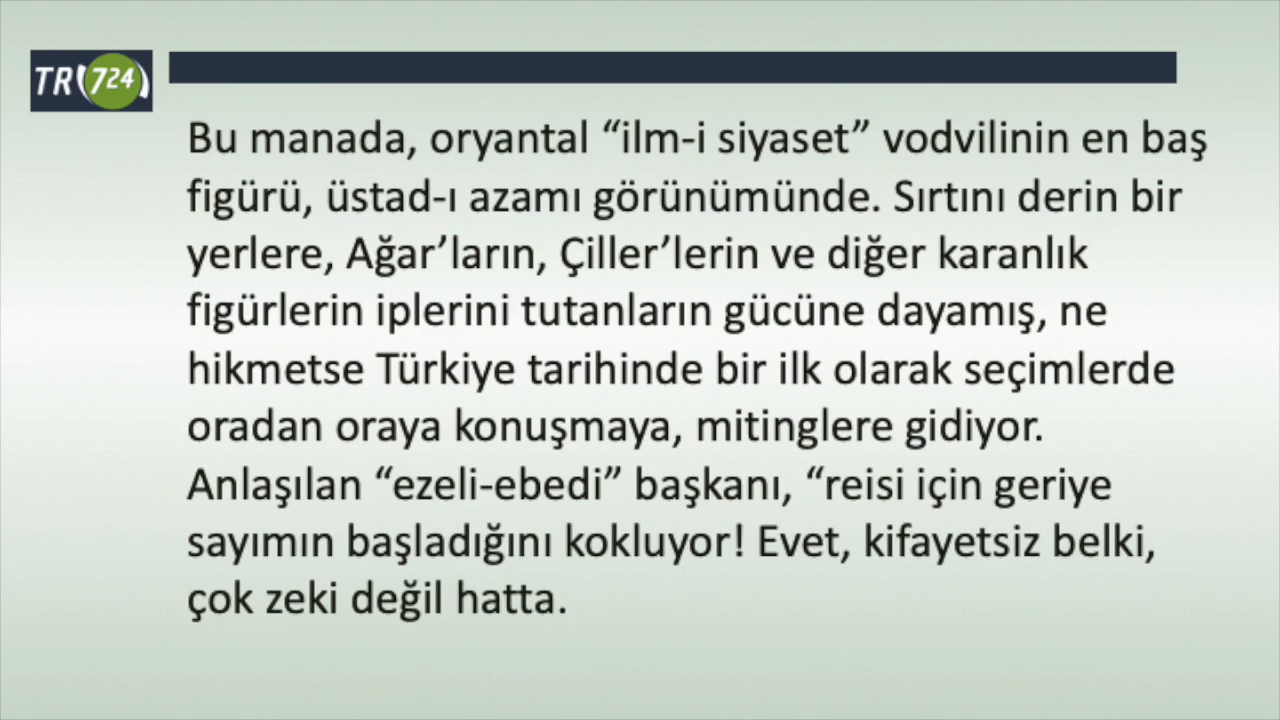 TR724
Bu manada, oryantal “ilm-i siyaset” vodvilinin en baş
figürü, üstad-ı azamı görünümünde. Sırtını derin bir
yerlere, Ağar’ların, Çiller’lerin ve diğer karanlık
figürlerin iplerini tutanların gücüne dayamış, ne
hikmetse Türkiye tarihinde bir ilk olarak seçimlerde
oradan oraya konuşmaya, mitinglere gidiyor.
Anlaşılan “ezeli-ebedi” başkanı, “reisi için geriye
sayımın başladığını kokluyor! Evet, kifayetsiz belki,
çok zeki değil hatta.